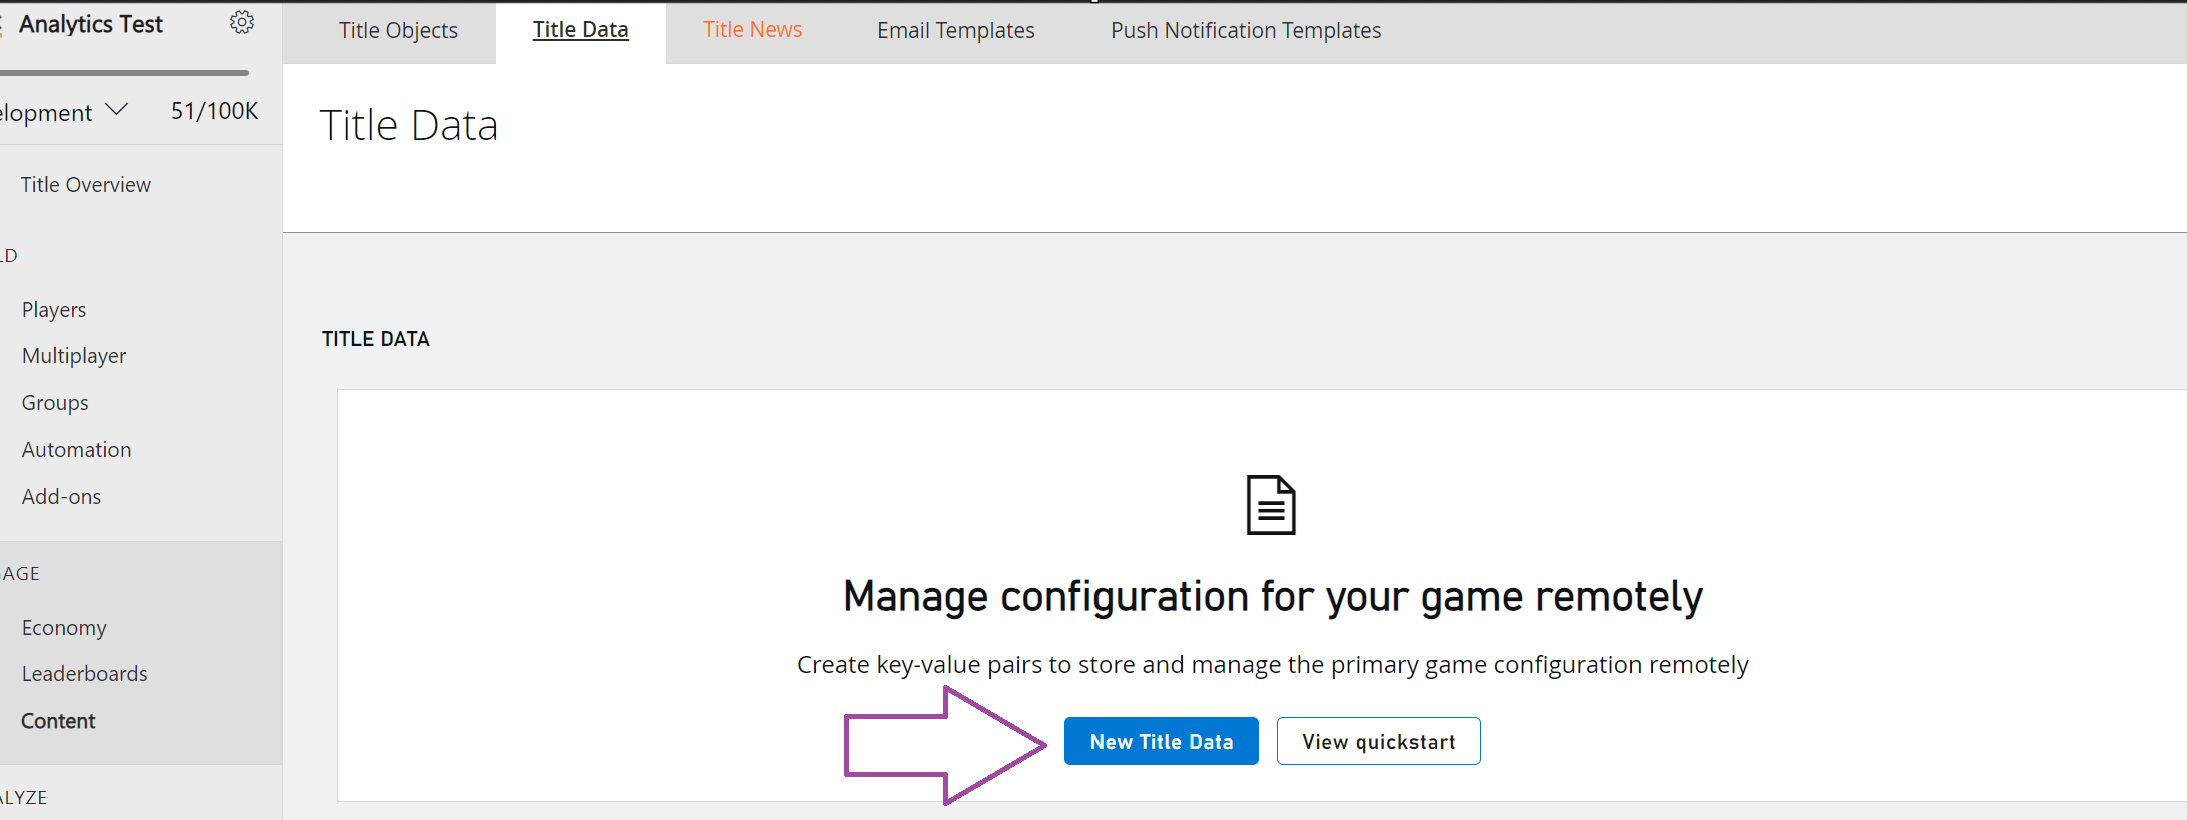 Analytics Test
elopment 51/100K
Title Overview
LD
Players
Multiplayer
Groups
Automation
Add-ons
GAGE
Economy
Leaderboards
Content
ALYZE
Title Objects Title Data Title News Email Templates Push Notification Templates
Title Data
TITLE DATA
Manage configuration for your game remotely
Create key-value pairs to store and manage the primary game configuration remotely
New Title Data View quickstart